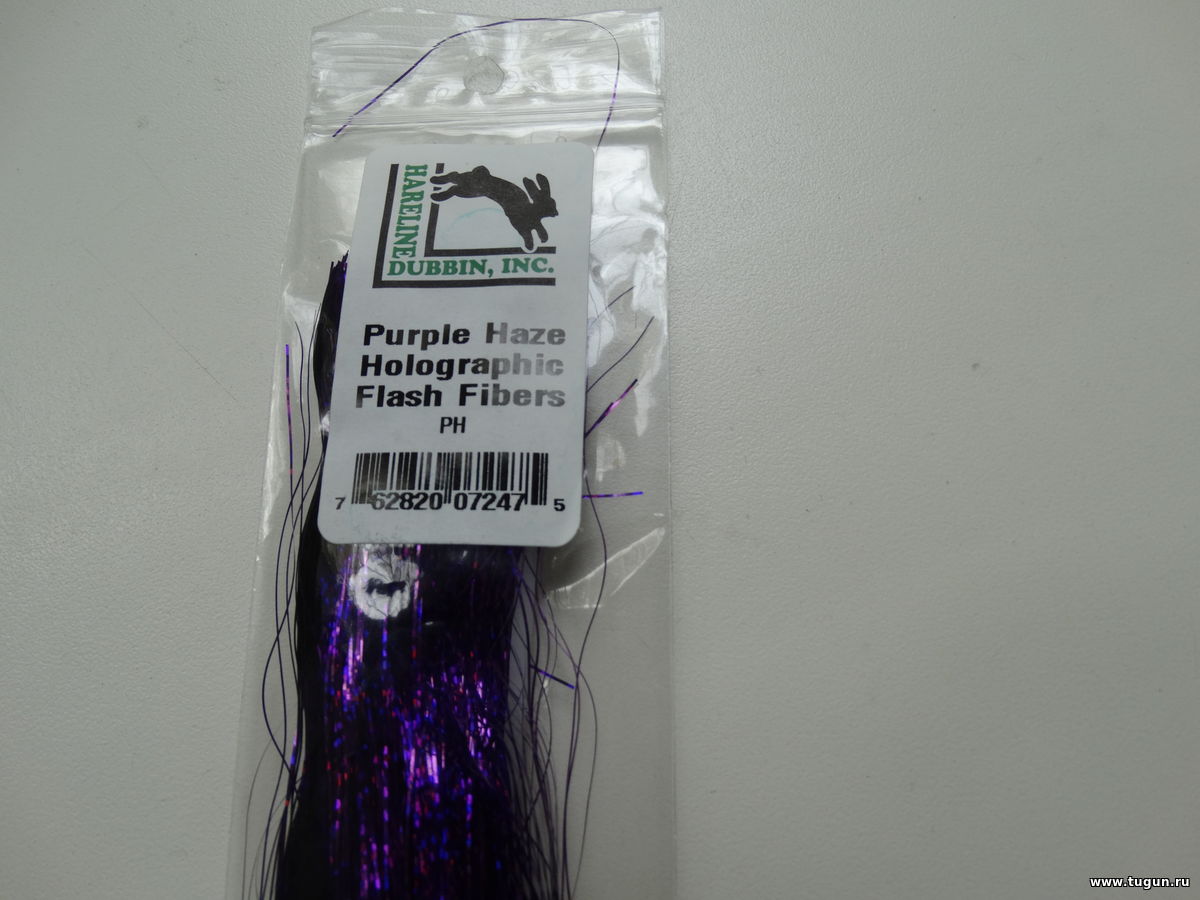 HARELINE
DUBBIN, INC.
Purple Haze
Holographic
Flash Fibers
PH
7 62820 07247 5
www.tugun.ru